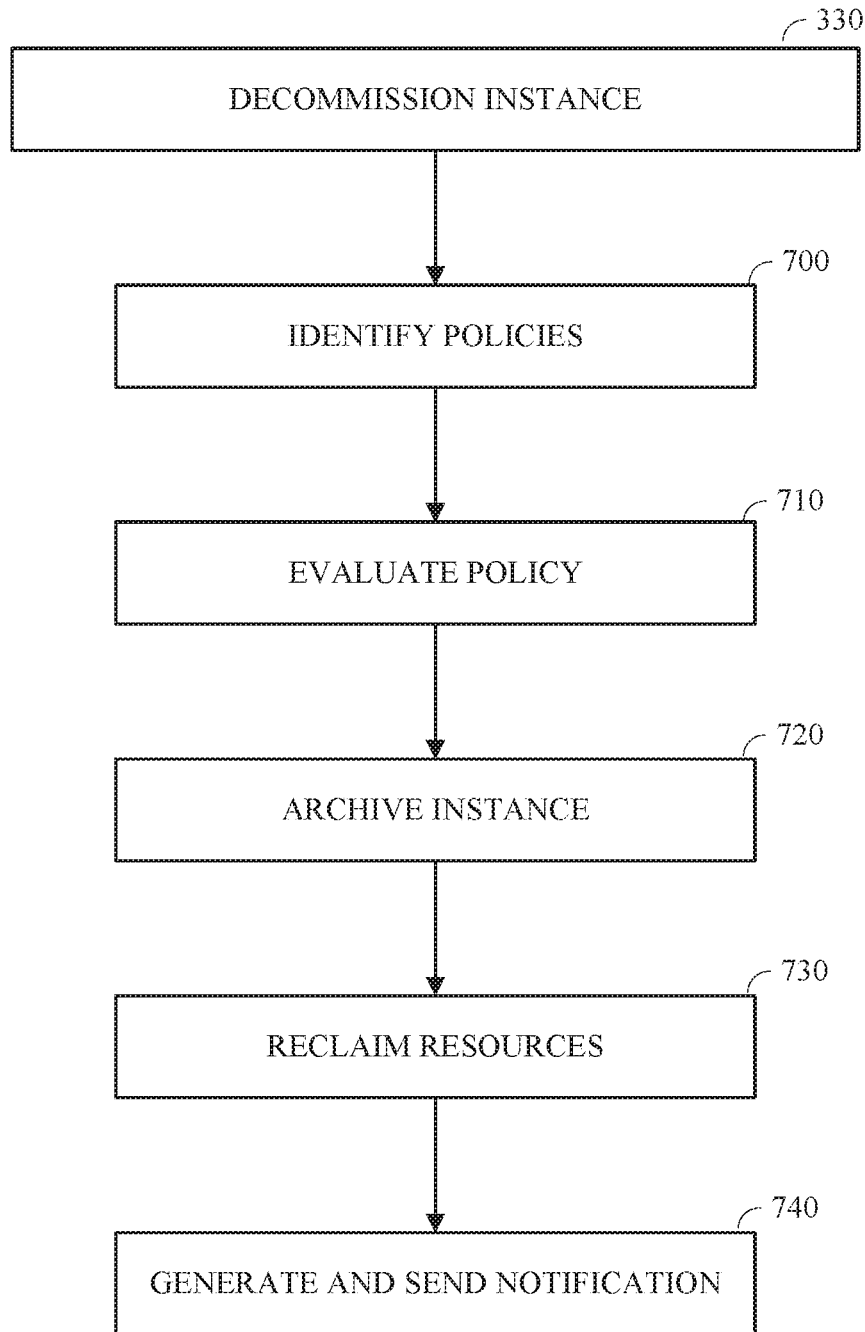 330
DECOMMISSION INSTANCE
700
IDENTIFY POLICIES
710
EVALUATE POLICY
720
ARCHIVE INSTANCE
730
RECLAIM RESOURCES
740
GENERATE AND SEND NOTIFICATION